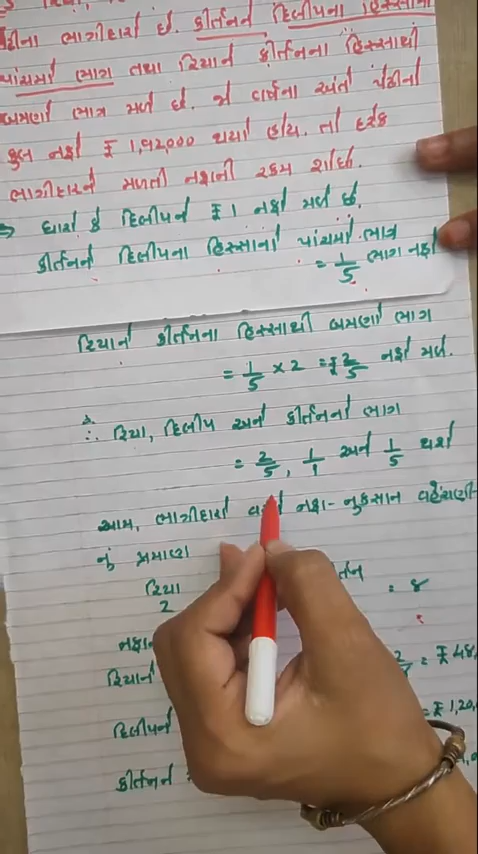 પેઢીના ભાગીદારો છે. કીર્તનને દિલીપના હિસ્સાના
પાંચમો ભાગ તથા રિયાને કીર્તનના હિસ્સાથી
બમણો ભાગ મળે છે. જો વર્ષના અંતે પેઢીનો
કુલ નફો ₹ 1,92,000 થયો હોય, તો દરેક
ભાગીદારને મળતી નફાની રકમ શોધો.
⇒ ધારો કે દિલીપને ₹1 નફો મળે છે.
કીર્તનને દિલીપના હિસ્સાનો પાંચમો ભાગ
= 1/5 ભાગ નફો
રિયાને કીર્તનના હિસ્સાથી બમણો ભાગ
= 1/5 × 2 = ₹ 2/5 નફો મળે.
∴ રિયા, દિલીપ અને કીર્તનનો ભાગ
= 2/5, 1/1 અને 1/5 થશે
આમ, ભાગીદારો નફા-નુકસાન વહેંચણી-
નું પ્રમાણ
રિયા
2 : ૪
રિયાને = ₹ 48,
દિલીપને = ₹ 1,20,
કીર્તનને =